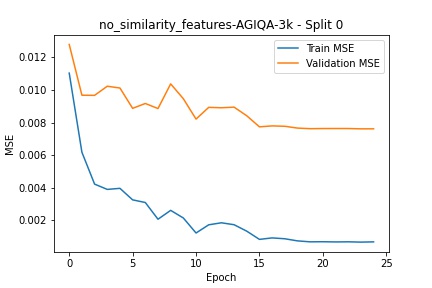 no_similarity_features-AGIQA-3k - Split 0
Train MSE
Validation MSE
MSE
0.012
0.010
0.008
0.006
0.004
0.002
0 5 10 15 20 25
Epoch